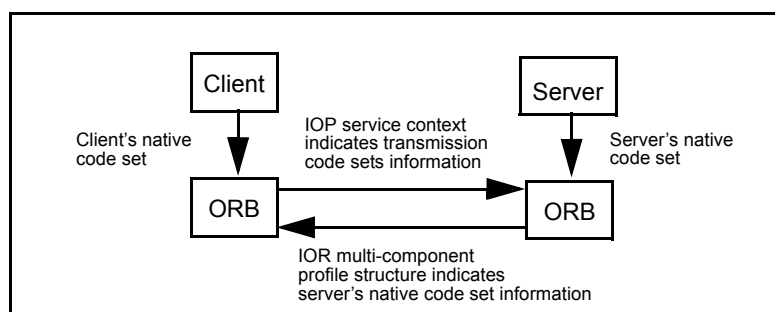 Client
Server
Client's native
code set
IOP service context
indicates transmission
code sets information
Server's native
code set
ORB
ORB
IOR multi-component
profile structure indicates
server's native code set information